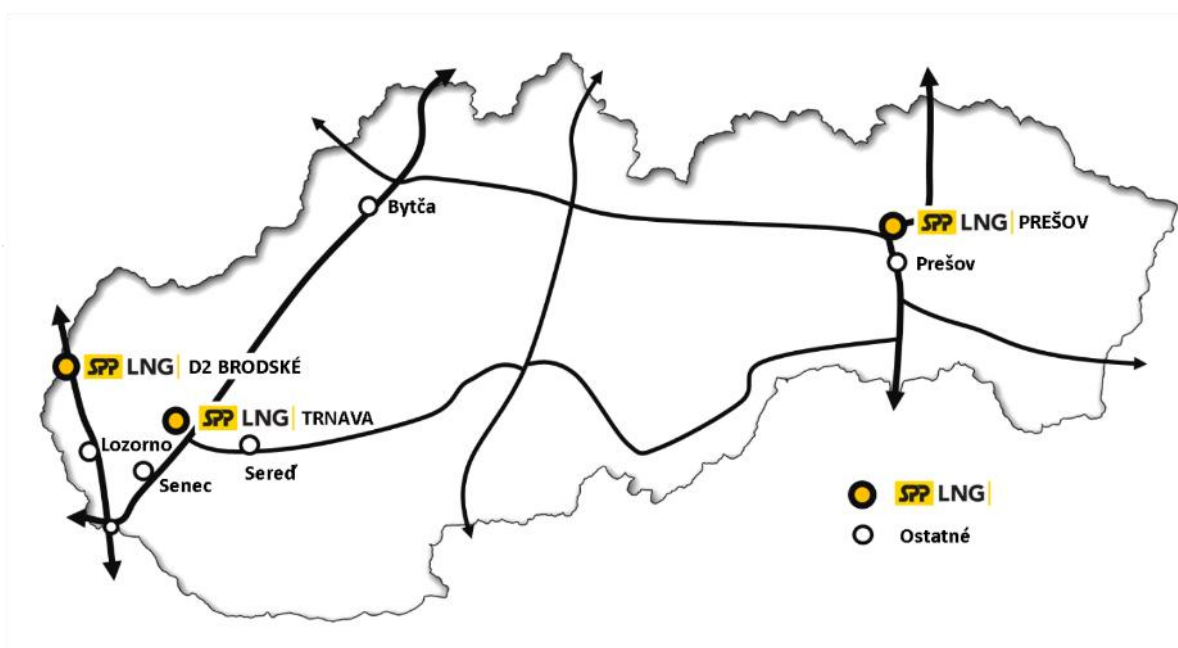 Bytča
SPP LNG PREŠOV
Prešov
SPP LNG D2 BRODSKÉ
SPP LNG TRNAVA
Lozorno
Sereď
Senec
SPP LNG
Ostatné